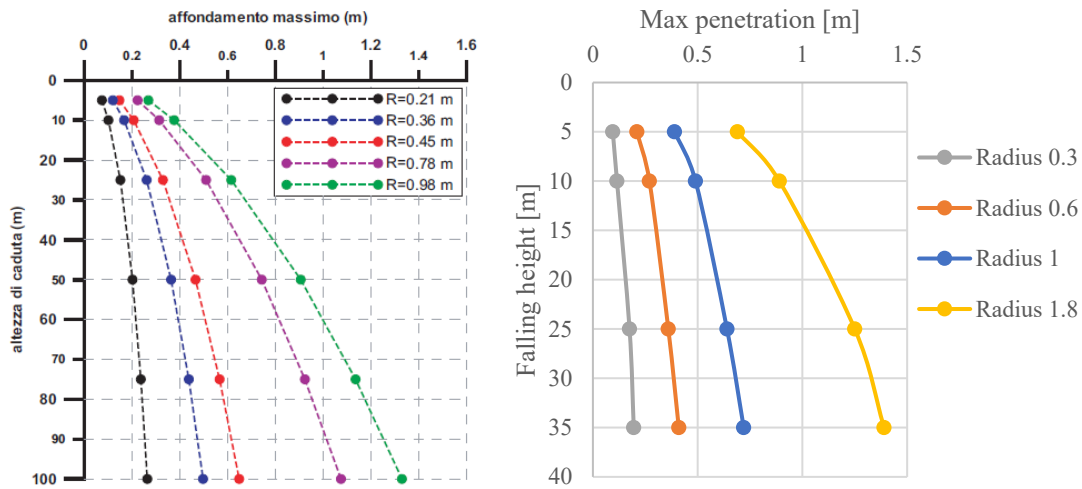 affondamento massimo (m)
0 0.4 0.8 1 1.2 1.6
0.2 0.6
0
10
20
30
40
50
60
70
80
90
100
altezza di caduta (m)
R=0.21 m
R=0.36 m
R=0.45 m
R=0.78 m
R=0.98 m
Max penetration [m]
0 0.5 1 1.5
0
5
10
15
20
25
30
35
40
Falling height [m]
Radius 0.3
Radius 0.6
Radius 1
Radius 1.8